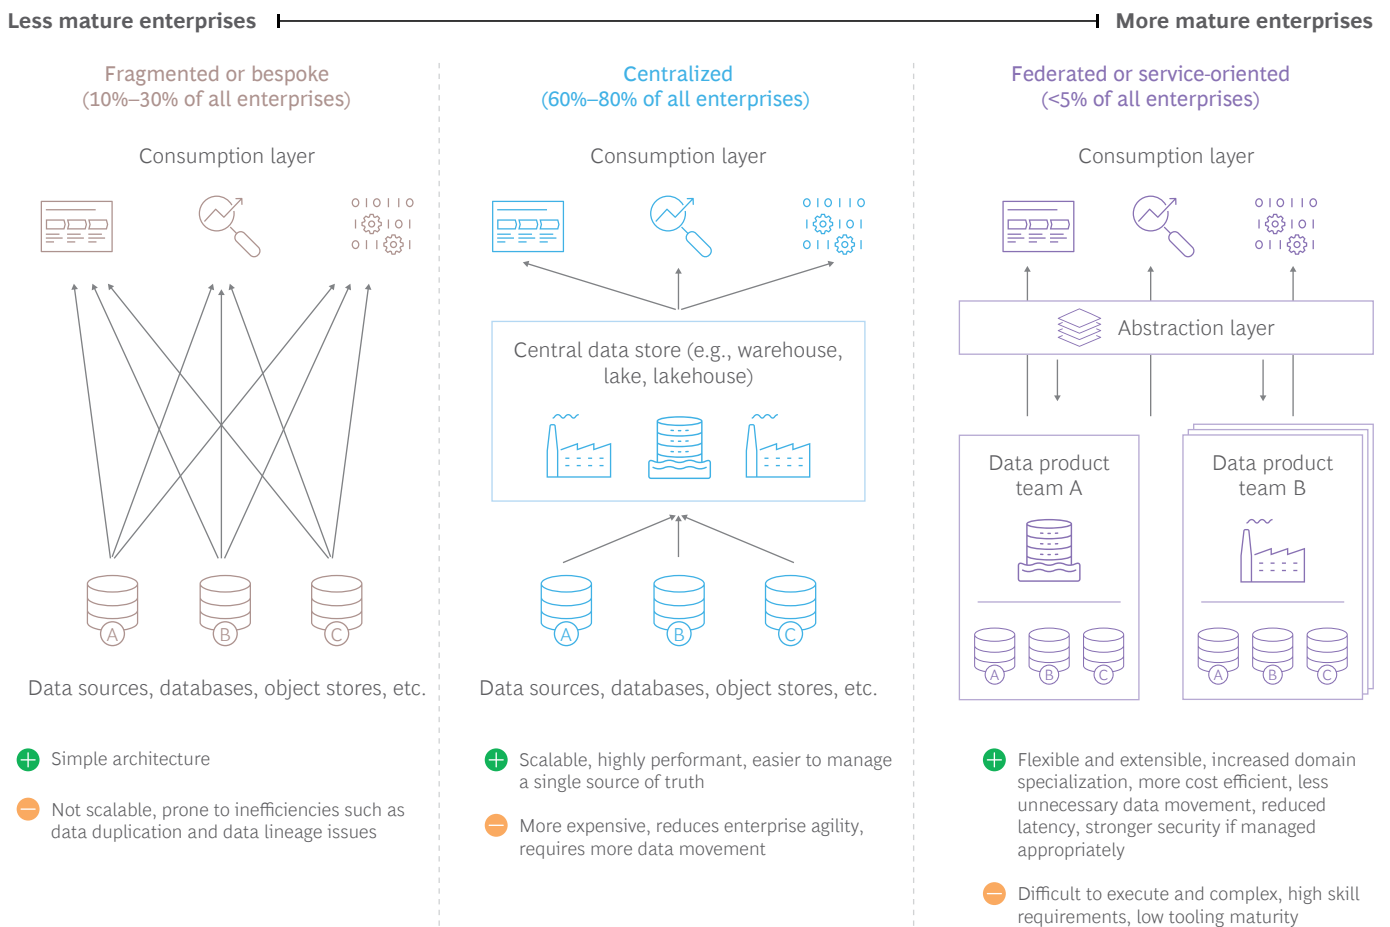 Less mature enterprises
More mature enterprises
Fragmented or bespoke
(10%–30% of all enterprises)
Consumption layer
O I O I I O
I O I
O I I O
A
B
C
Data sources, databases, object stores, etc.
Simple architecture
Not scalable, prone to inefficiencies such as
data duplication and data lineage issues
Centralized
(60%–80% of all enterprises)
Consumption layer
O I O I I O
O I I O I
O I I O
Central data store (e.g., warehouse,
lake, lakehouse)
A
B
C
Data sources, databases, object stores, etc.
Scalable, highly performant, easier to manage
a single source of truth
More expensive, reduces enterprise agility,
requires more data movement
Federated or service-oriented
(<5% of all enterprises)
Consumption layer
O I O I I O
O I I O I
O I I O I
Abstraction layer
Data product
team A
A
B
C
Data product
team B
A
B
C
Flexible and extensible, increased domain
specialization, more cost efficient, less
unnecessary data movement, reduced
latency, stronger security if managed
appropriately
Difficult to execute and complex, high skill
requirements, low tooling maturity